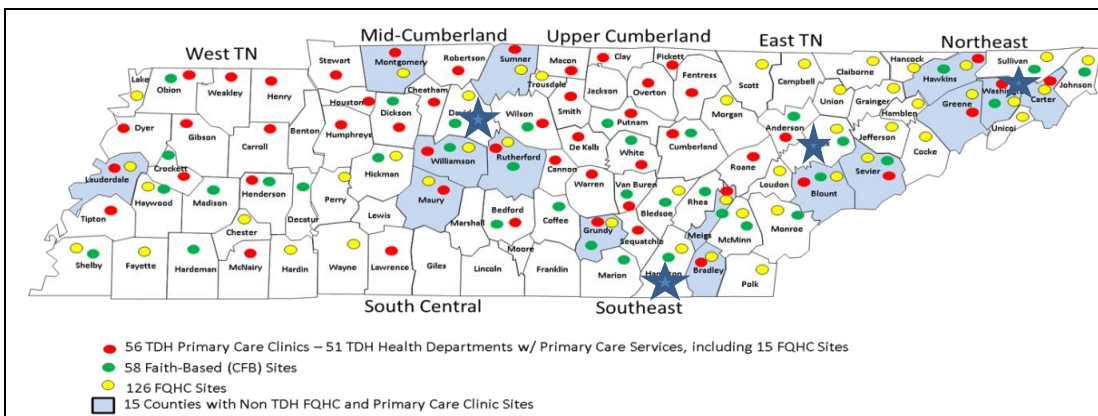 Mid-Cumberland
Upper Cumberland
East TN
Northeast
West TN
Lake
Obion
Weakley
Henry
Stewart
Montgomery
Robertson
Sumner
Macon
Clay
Pickett
Trousdale
Jackson
Overton
Fentress
Scott
Campbell
Claiborne
Hancock
Hawkins
Sullivan
Johnson
Carter
Unicoi
Greene
Hamblen
Grainger
Union
Houston
Cheatham
Dickson
Humphreys
Benton
Wilson
Smith
Putnam
Morgan
Anderson
Jefferson
Cocke
Dyer
Gibson
Carroll
Williamson
Rutherford
De Kalb
White
Cumberland
Roane
Loudon
Blount
Sevier
Lauderdale
Crockett
Haywood
Madison
Henderson
Decatur
Perry
Hickman
Maury
Cannon
Warren
Van Buren
Bledsoe
Rhea
Meigs
McMinn
Monroe
Tipton
Chester
Lewis
Marshall
Bedford
Moore
Coffee
Grundy
Sequatchie
Shelby
Fayette
Hardeman
McNairy
Hardin
Wayne
Lawrence
Giles
Lincoln
Franklin
Marion
Bradley
Polk
South Central
Southeast
56 TDH Primary Care Clinics – 51 TDH Health Departments w/ Primary Care Services, including 15 FQHC Sites
58 Faith-Based (CFB) Sites
126 FQHC Sites
15 Counties with Non TDH FQHC and Primary Care Clinic Sites